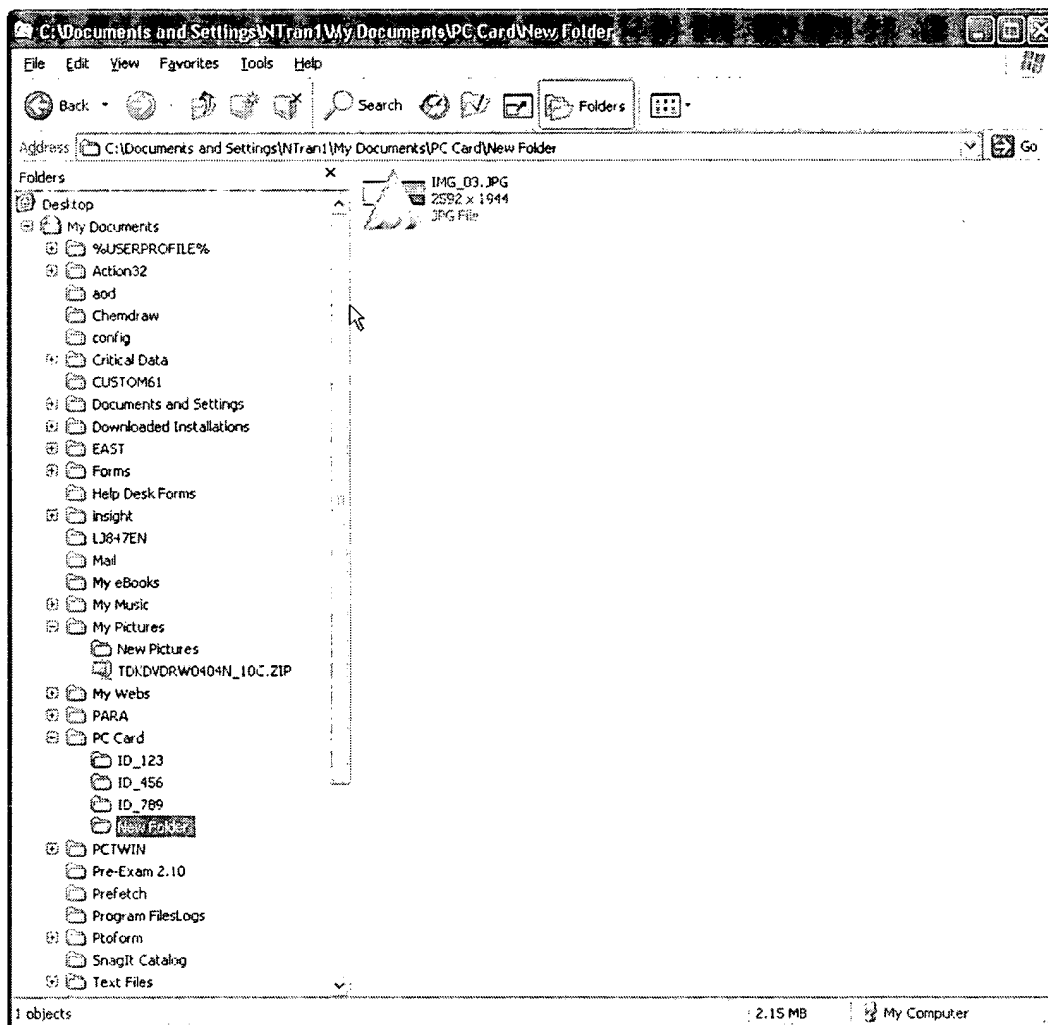 C:\Documents and Settings\NTran1\My Documents\PC Card\New Folder
File Edit View Favorites Tools Help
Back Search Folders
Address C:\Documents and Settings\NTran1\My Documents\PC Card\New Folder Go
Folders x
Desktop
My Documents
%USERPROFILE%
Action32
aod
Chemdraw
config
Critical Data
CUSTOM61
Documents and Settings
Downloaded Installations
EAST
Forms
Help Desk Forms
insight
LJ847EN
Mail
My eBooks
My Music
My Pictures
New Pictures
TDKDVDRW0404N_10C.ZIP
My Webs
PARA
PC Card
ID_123
ID_456
ID_789
New Folder
PCTWIN
Pre-Exam 2.10
Prefetch
Program FilesLogs
Ptoform
SnagIt Catalog
Text Files
IMG_03.JPG
2592 x 1944
JPG File
1 objects 2.15 MB My Computer